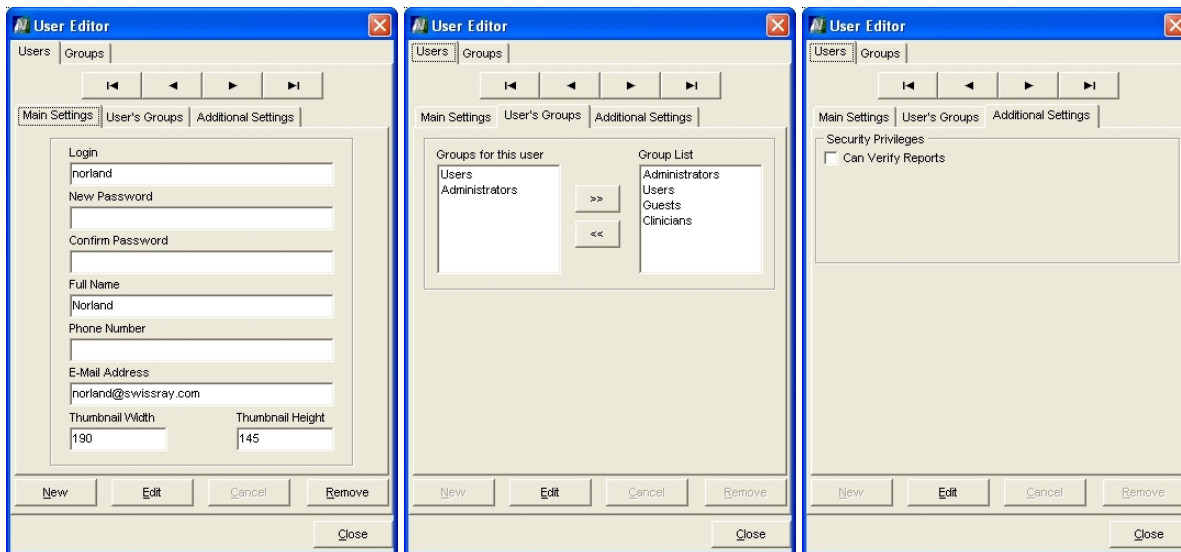 User Editor
Users Groups
Main Settings User's Groups Additional Settings
Login
norland
New Password
Confirm Password
Full Name
Norland
Phone Number
E-Mail Address
norland@swissray.com
Thumbnail Width Thumbnail Height
190 145
New Edit Cancel Remove
Close
User Editor
Users Groups
Main Settings User's Groups Additional Settings
Groups for this user Group List
Users Administrators
Administrators Users
>> Guests
Clinicians
<<
New Edit Cancel Remove
Close
User Editor
Users Groups
Main Settings User's Groups Additional Settings
Security Privileges
Can Verify Reports
New Edit Cancel Remove
Close